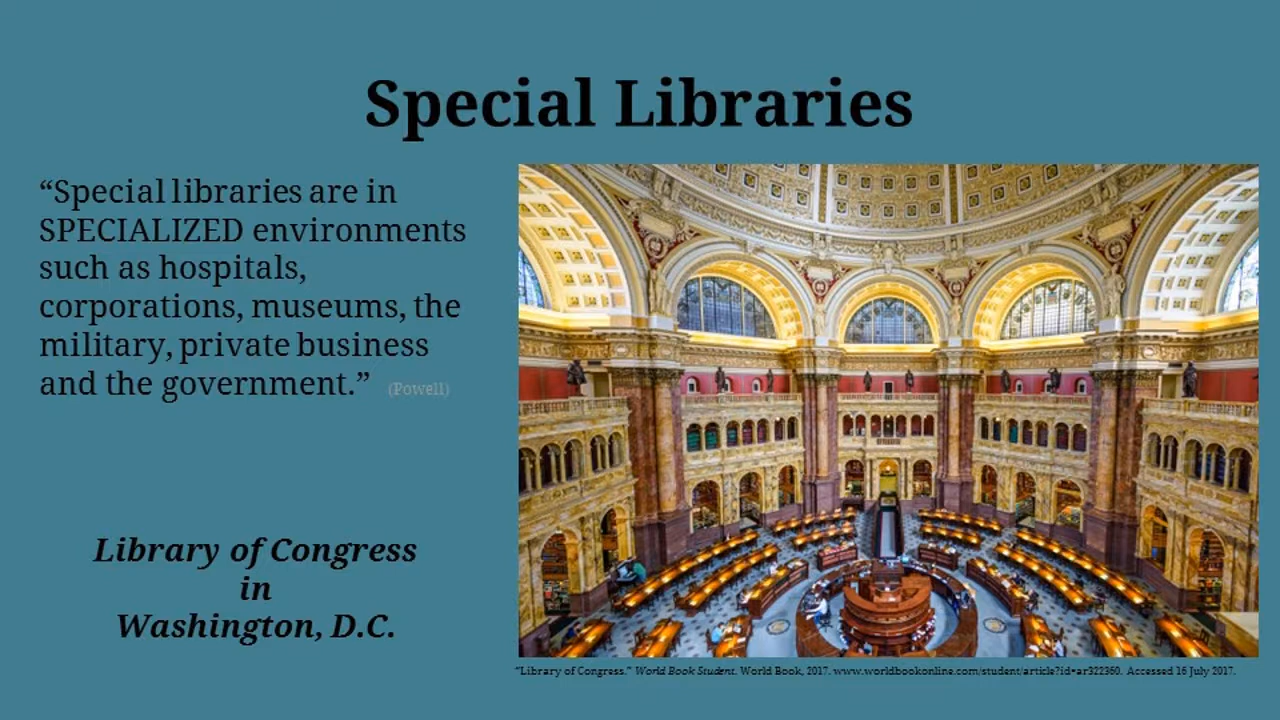 Special Libraries
“Special libraries are in
SPECIALIZED environments
such as hospitals,
corporations, museums, the
military, private business
and the government.” (Powell)
Library of Congress
in
Washington, D.C.
"Library of Congress." World Book Student. World Book, 2017. www.worldbookonline.com/student/article?id=ar322360. Accessed 16 July 2017.